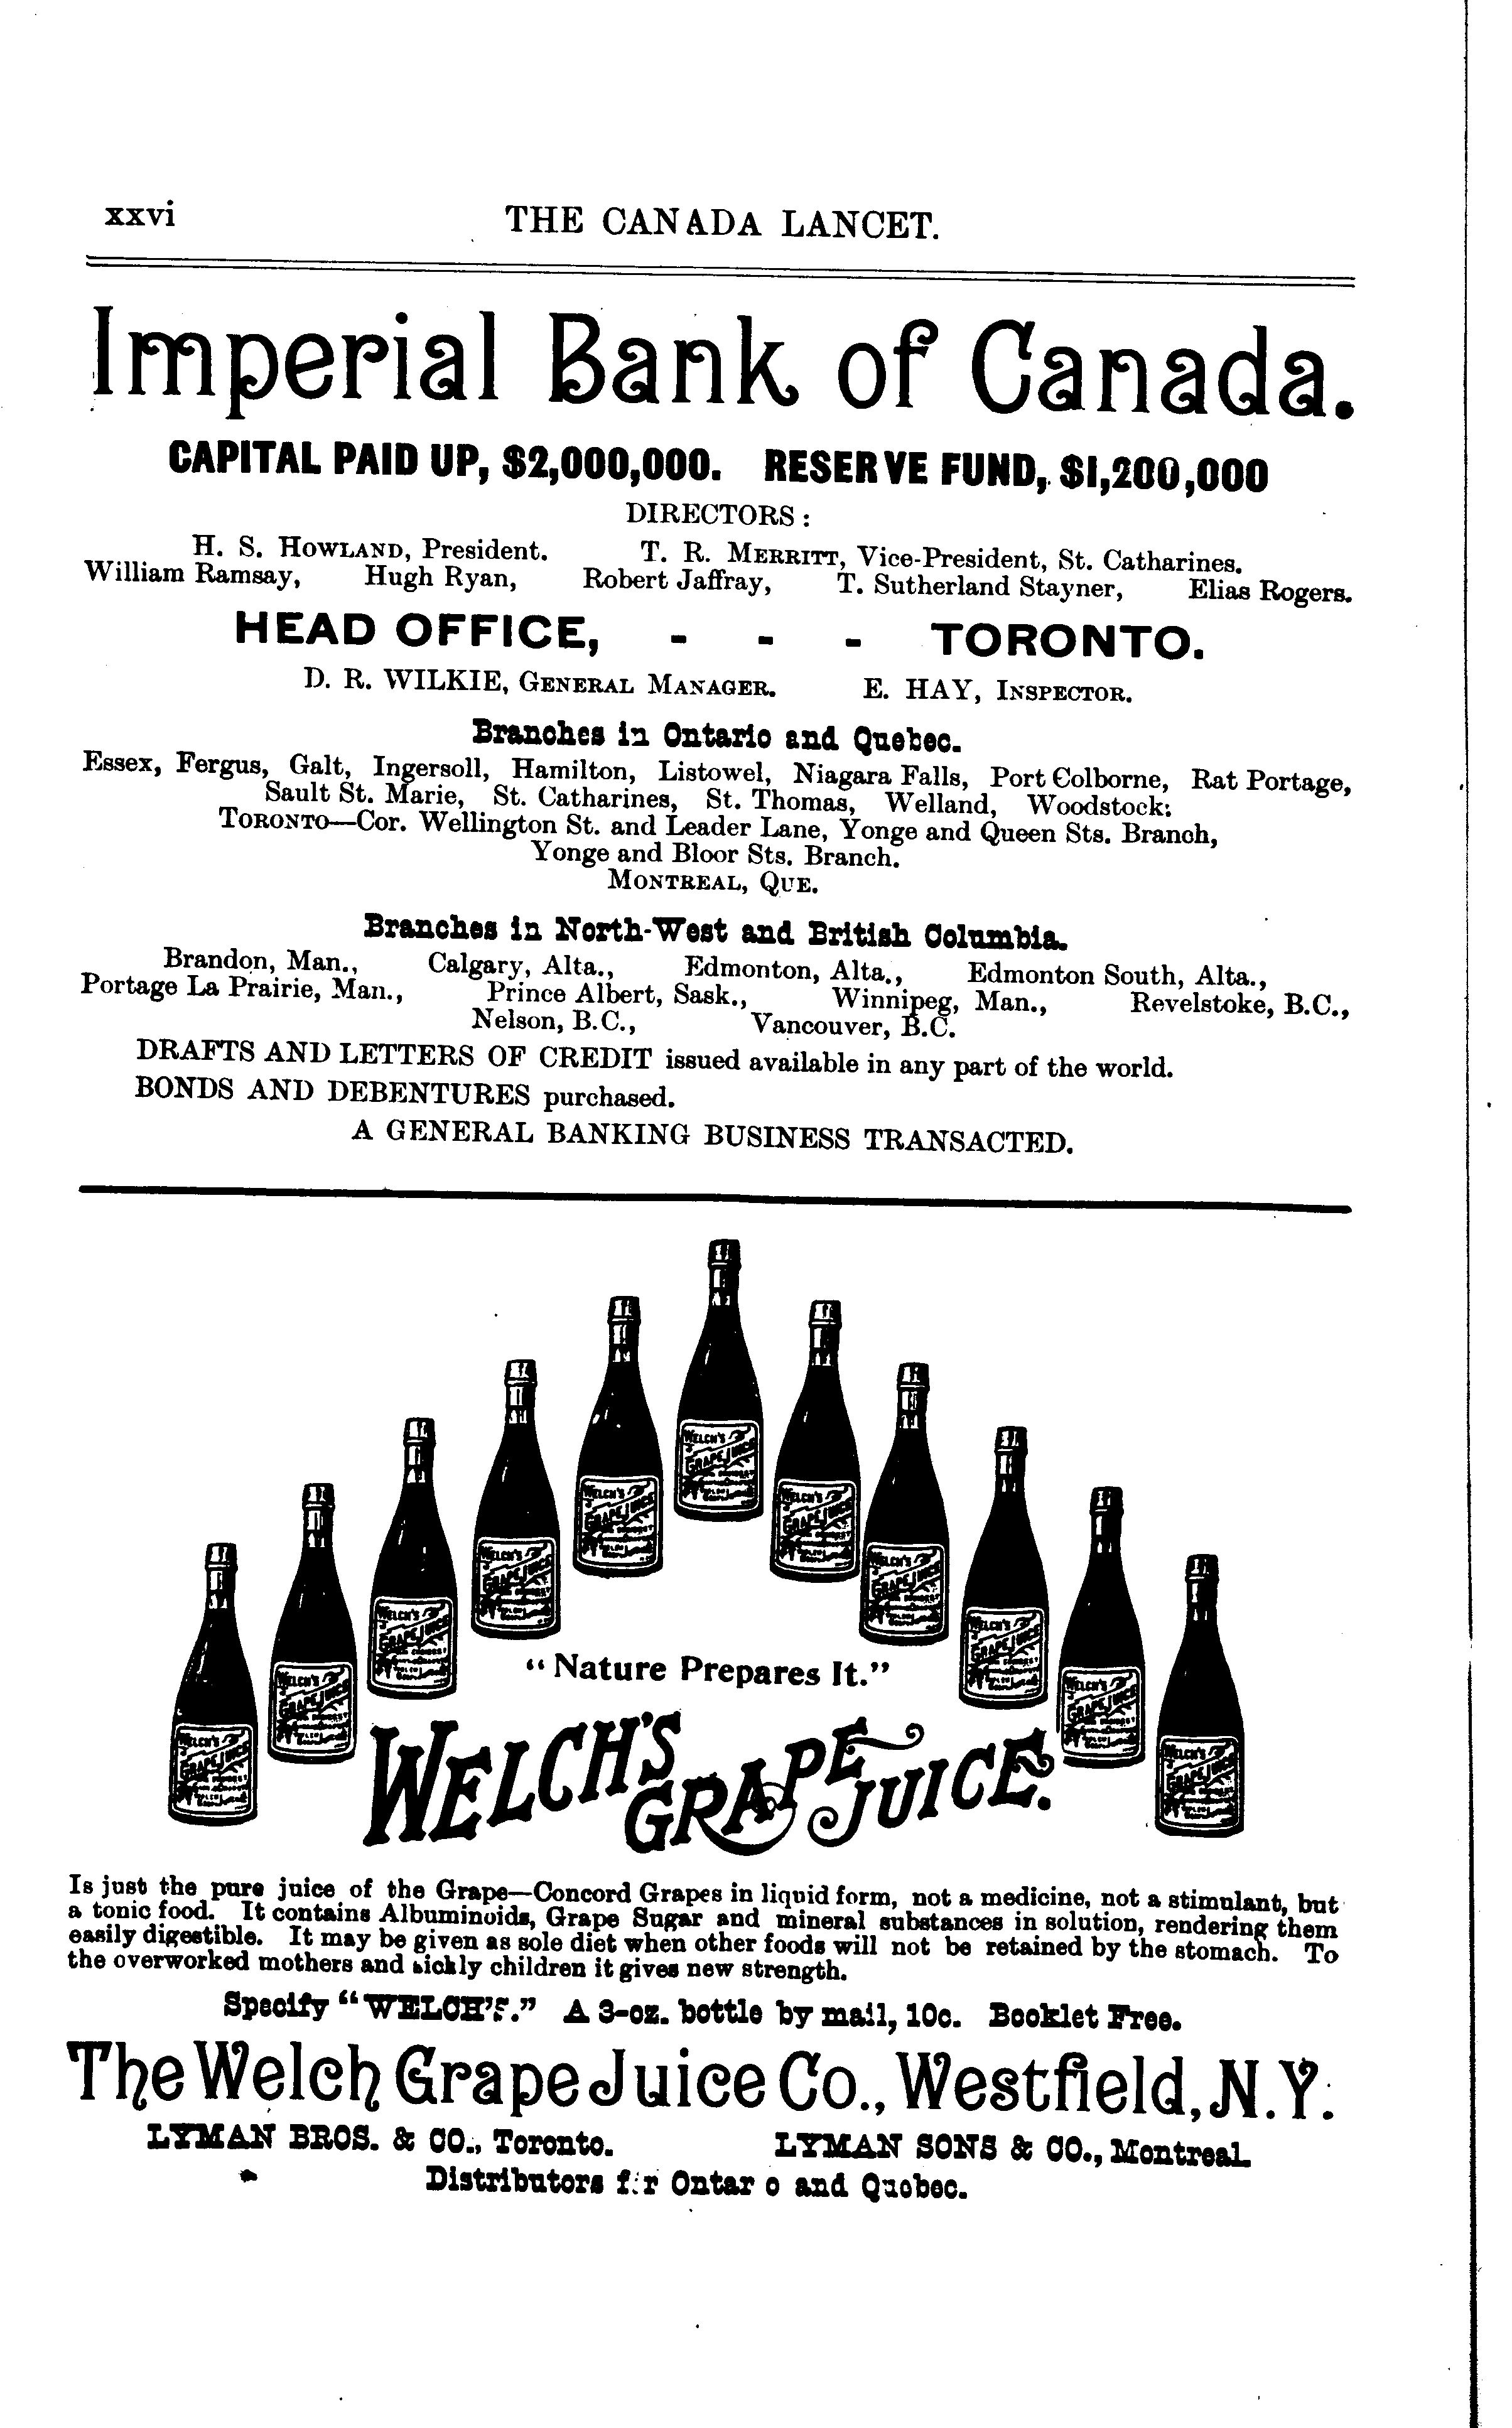 xxvi
THE CANADA LANCET.
Imperial Bank of Canada.
CAPITAL PAID UP, $2,000,000. RESERVE FUND, $1,200,000
DIRECTORS:
H. S. HOWLAND, President. T. R. MERRITT, Vice-President, St. Catharines.
William Ramsay, Hugh Ryan, Robert Jaffray, T. Sutherland Stayner, Elias Rogers.
HEAD OFFICE, - - - TORONTO.
D. R. WILKIE, GENERAL MANAGER. E. HAY, INSPECTOR.
Branches in Ontario and Quebec.
Essex, Fergus, Galt, Ingersoll, Hamilton, Listowel, Niagara Falls, Port Colborne, Rat Portage,
Sault St. Marie, St. Catharines, St. Thomas, Welland, Woodstock:
TORONTO—Cor. Wellington St. and Leader Lane, Yonge and Queen Sts. Branch,
Yonge and Bloor Sts. Branch.
MONTREAL, QUE.
Branches in North-West and British Columbia.
Brandon, Man., Calgary, Alta., Edmonton, Alta., Edmonton South, Alta.,
Portage La Prairie, Man., Prince Albert, Sask., Winnipeg, Man., Revelstoke, B.C.,
Nelson, B.C., Vancouver, B.C.
DRAFTS AND LETTERS OF CREDIT issued available in any part of the world.
BONDS AND DEBENTURES purchased.
A GENERAL BANKING BUSINESS TRANSACTED.
WELCH'S
GRAPE JUICE
"Nature Prepares It."
WELCH'S
GRAPE JUICE.
Is just the pure juice of the Grape—Concord Grapes in liquid form, not a medicine, not a stimulant, but
a tonic food. It contains Albuminoids, Grape Sugar and mineral substances in solution, rendering them
easily digestible. It may be given as sole diet when other foods will not be retained by the stomach. To
the overworked mothers and sickly children it gives new strength.
Specify "WELCH'S." A 3-oz. bottle by mail, 10c. Booklet Free.
The Welch Grape Juice Co., Westfield, N.Y.
LYMAN BROS. & CO., Toronto. LYMAN SONS & CO., Montreal.
Distributors f:r Ontar o and Quebec.